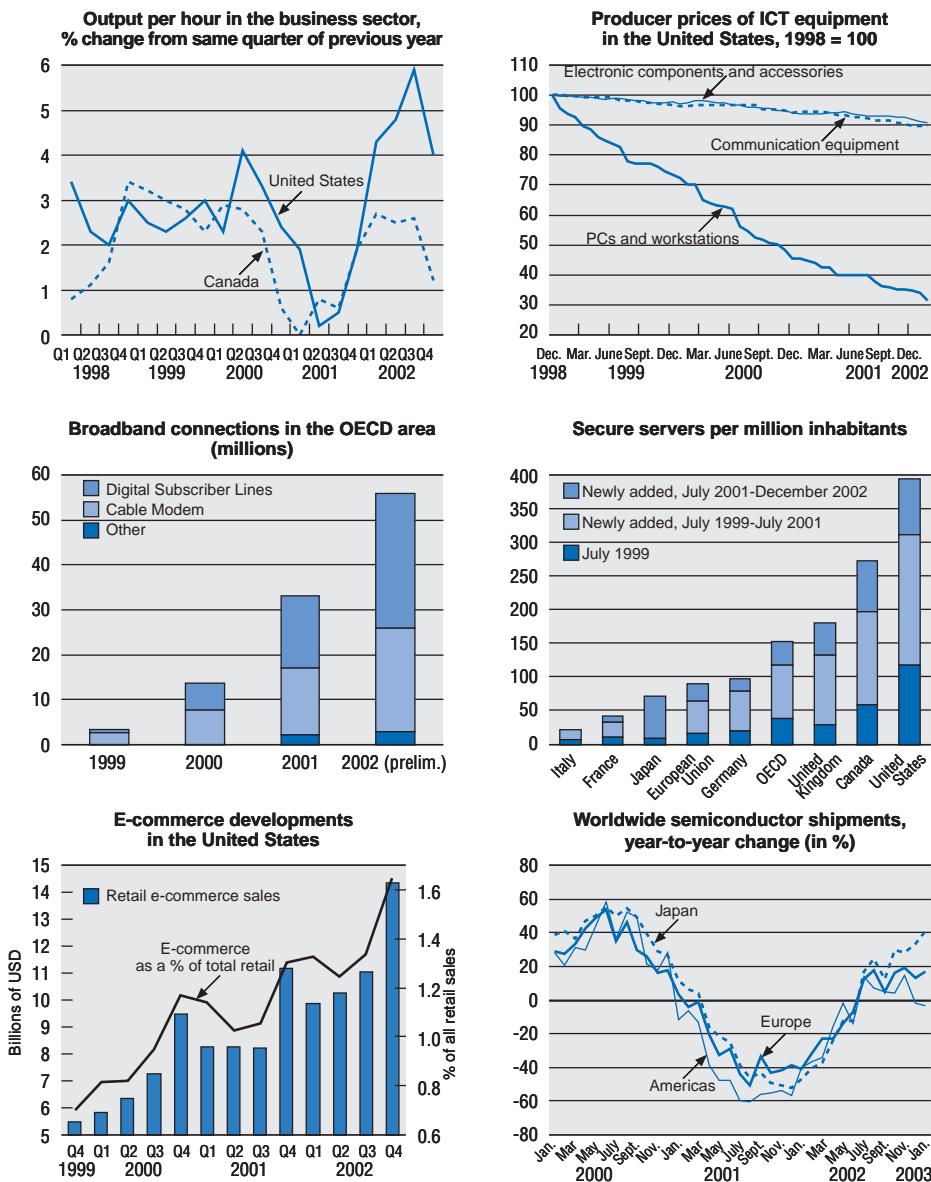 Output per hour in the business sector,
% change from same quarter of previous year
6
5
4
3
2
1
0
United States
Canada
Q1 Q2 Q3 Q4 Q1 Q2 Q3 Q4 Q1 Q2 Q3 Q4 Q1 Q2 Q3 Q4
1998 1999 2000 2001 2002
Producer prices of ICT equipment
in the United States, 1998 = 100
110
100
90
80
70
60
50
40
30
20
Electronic components and accessories
Communication equipment
PCs and workstations
Dec. Mar. June Sept. Dec. Mar. June Sept. Dec. Mar. June Sept. Dec.
1998 1999 2000 2001 2002
Broadband connections in the OECD area
(millions)
60
50
40
30
20
10
0
Digital Subscriber Lines
Cable Modem
Other
1999 2000 2001 2002 (prelim.)
Secure servers per million inhabitants
400
350
300
250
200
150
100
50
0
Newly added, July 2001-December 2002
Newly added, July 1999-July 2001
July 1999
Italy
France
Japan
European
Union
Germany
OECD
United
Kingdom
Canada
United
States
E-commerce developments
in the United States
Billions of USD
15
14
13
12
11
10
9
8
7
6
5
Retail e-commerce sales
E-commerce
as a % of total retail
1.6
1.4
1.2
1.0
0.8
0.6
% of all retail sales
Q4 Q1 Q2 Q3 Q4 Q1 Q2 Q3 Q4 Q1 Q2 Q3 Q4
1999 2000 2001 2002
Worldwide semiconductor shipments,
year-to-year change (in %)
80
60
40
20
0
-20
-40
-60
-80
Japan
Europe
Americas
Jan. Mar. May July Sept. Nov. Jan. Mar. May July Sept. Nov. Jan. Mar. May July Sept. Nov. Jan.
2000 2001 2002 2003